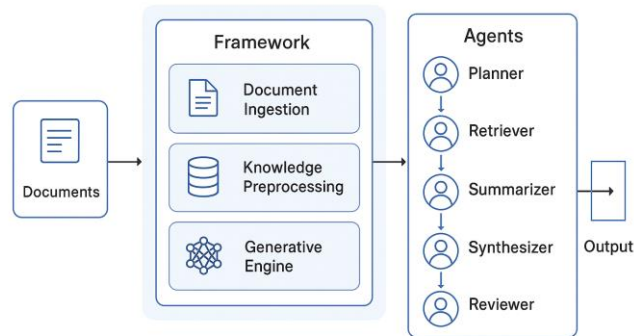 Documents
Framework
Document
Ingestion
Knowledge
Preprocessing
Generative
Engine
Agents
Planner
Retriever
Summarizer
Synthesizer
Reviewer
Output